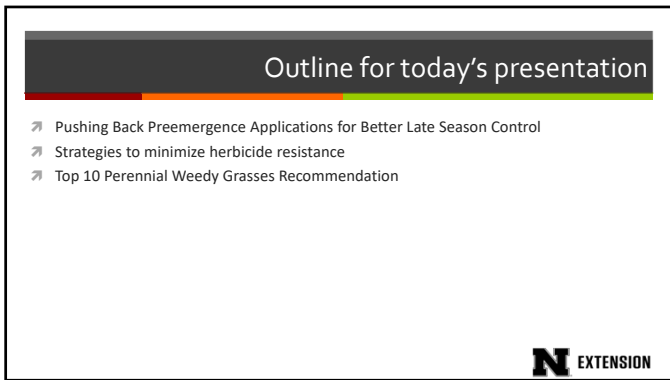 Outline for today's presentation
Pushing Back Preemergence Applications for Better Late Season Control
Strategies to minimize herbicide resistance
Top 10 Perennial Weedy Grasses Recommendation
N EXTENSION